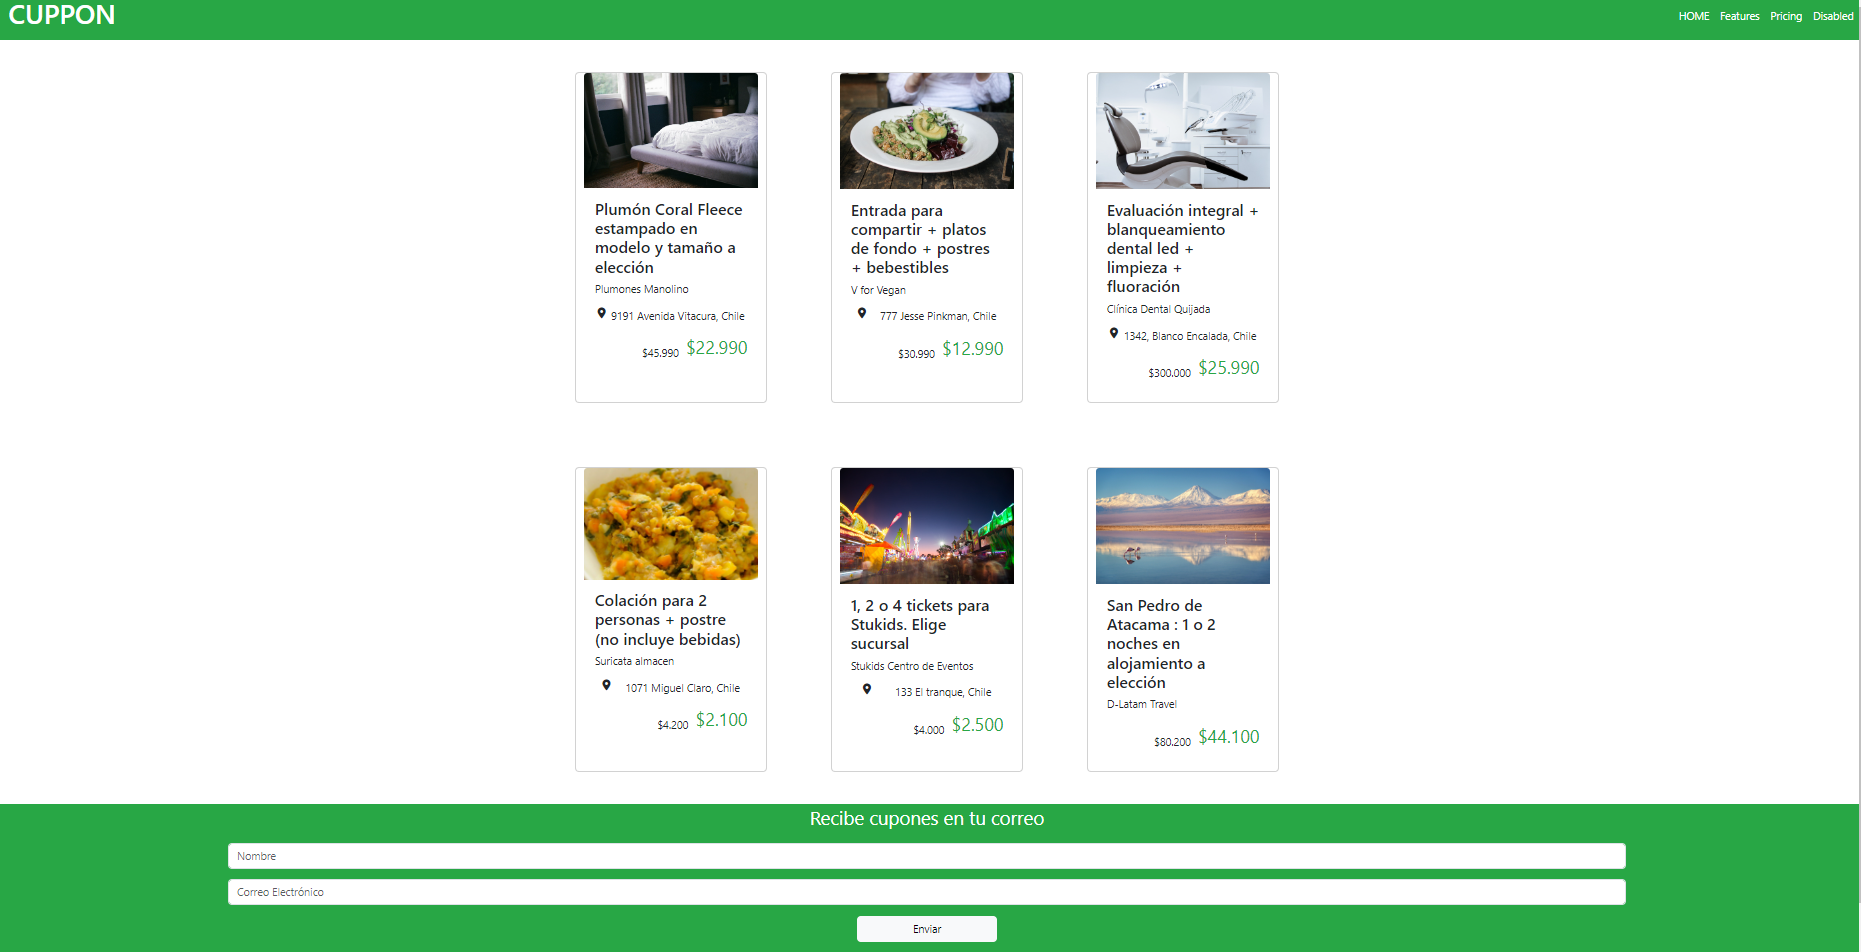 CUPPON
HOME Features Pricing Disabled
Plumón Coral Fleece
estampado en
modelo y tamaño a
elección
Plumones Manolino
9191 Avenida Vitacura, Chile
$45.990 $22.990
Entrada para
compartir + platos
de fondo + postres
+ bebestibles
V for Vegan
777 Jesse Pinkman, Chile
$30.990 $12.990
Evaluación integral +
blanqueamiento
dental led +
limpieza +
fluoración
Clínica Dental Quijada
1342, Blanco Encalada, Chile
$300.000 $25.990
Colación para 2
personas + postre
(no incluye bebidas)
Suricata almacen
1071 Miguel Claro, Chile
$4.200 $2.100
1, 2 o 4 tickets para
Stukids. Elige
sucursal
Stukids Centro de Eventos
133 El tranque, Chile
$4.000 $2.500
San Pedro de
Atacama : 1 o 2
noches en
alojamiento a
elección
D-Latam Travel
$80.200 $44.100
Recibe cupones en tu correo
Nombre
Correo Electrónico
Enviar